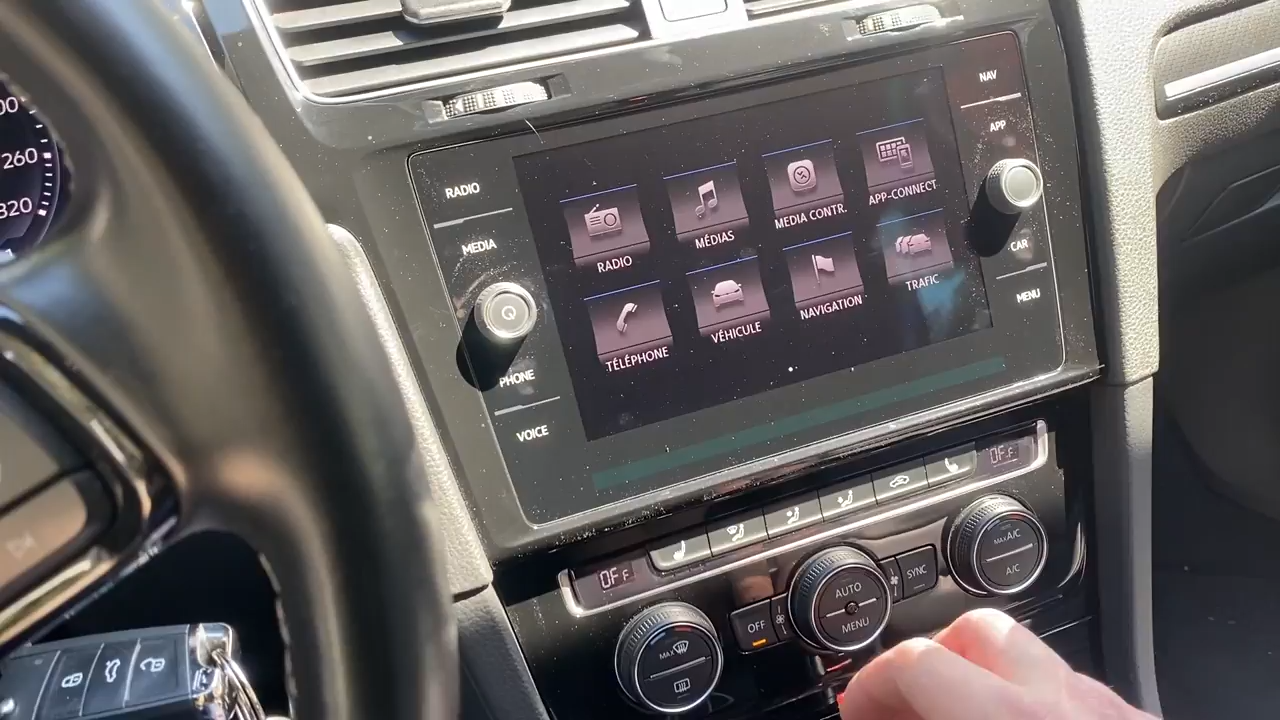 260
320
RADIO
MEDIA
PHONE
VOICE
RADIO
MÉDIAS
MEDIA CONTR.
APP-CONNECT
TÉLÉPHONE
VÉHICULE
NAVIGATION
TRAFIC
NAV
APP
CAR
MENU
OFF
OFF
MAX
OFF
AUTO
MENU
SYNC
MAX A/C
A/C